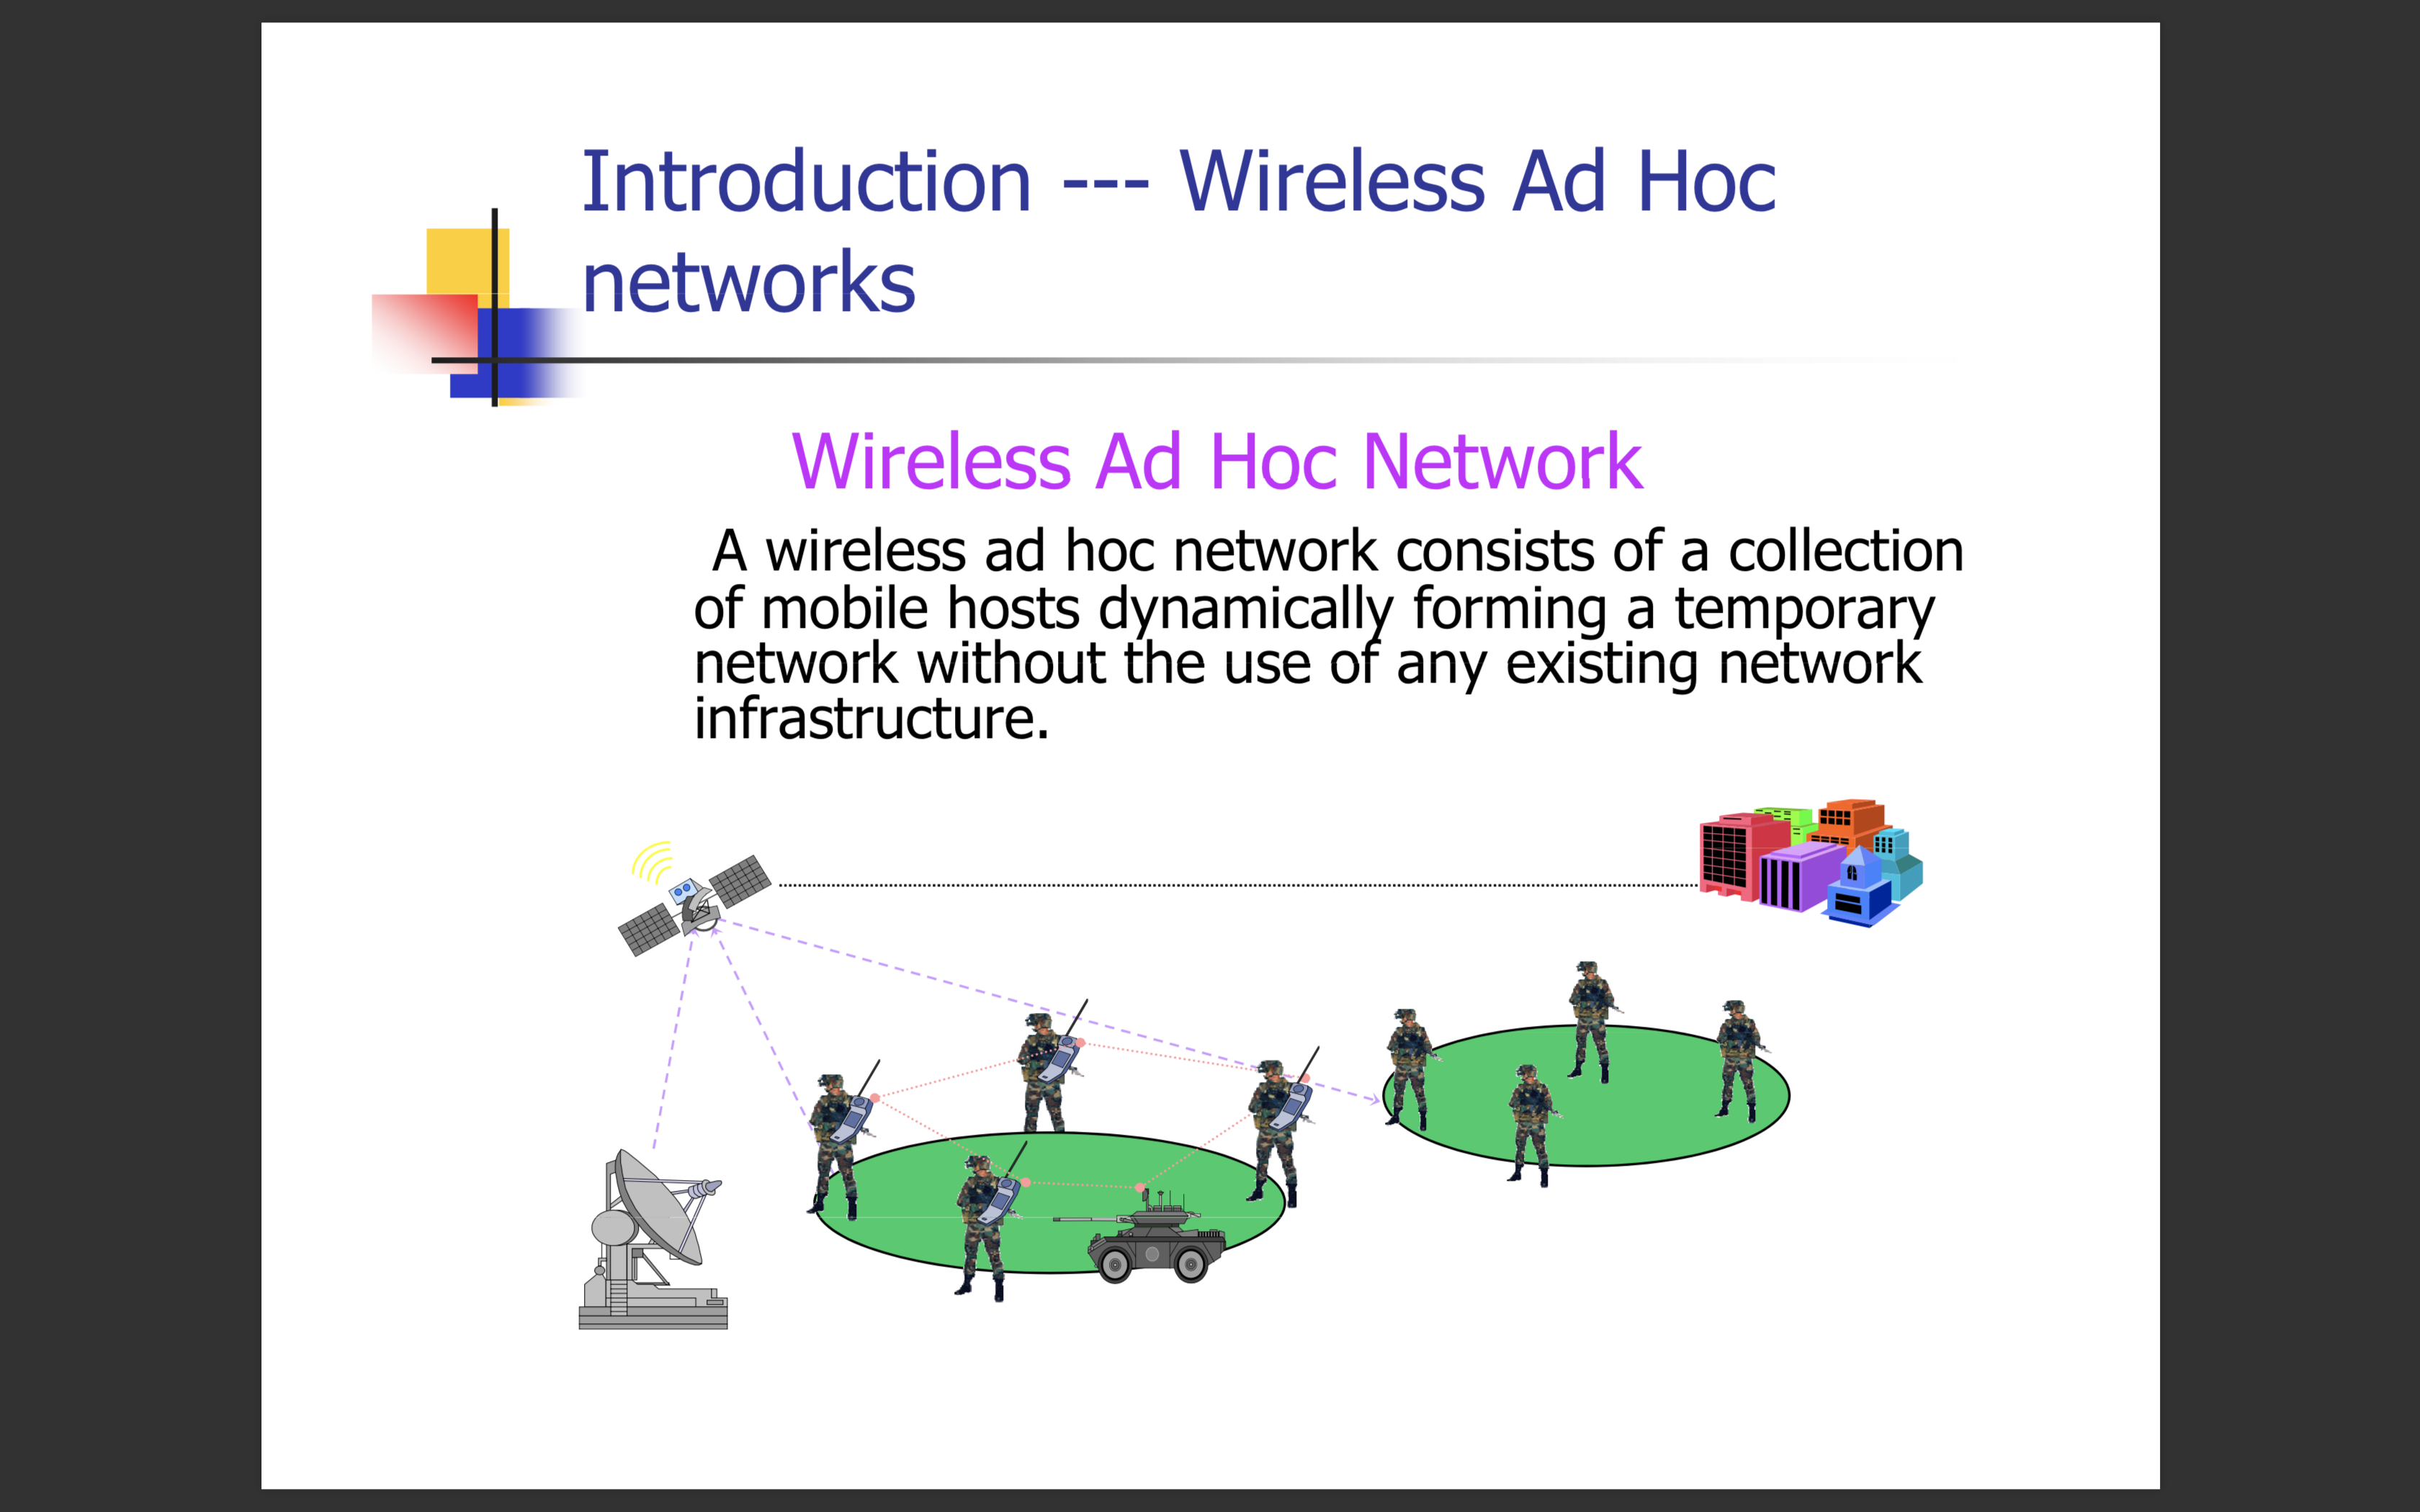 Introduction --- Wireless Ad Hoc
networks
Wireless Ad Hoc Network
A wireless ad hoc network consists of a collection
of mobile hosts dynamically forming a temporary
network without the use of any existing network
infrastructure.